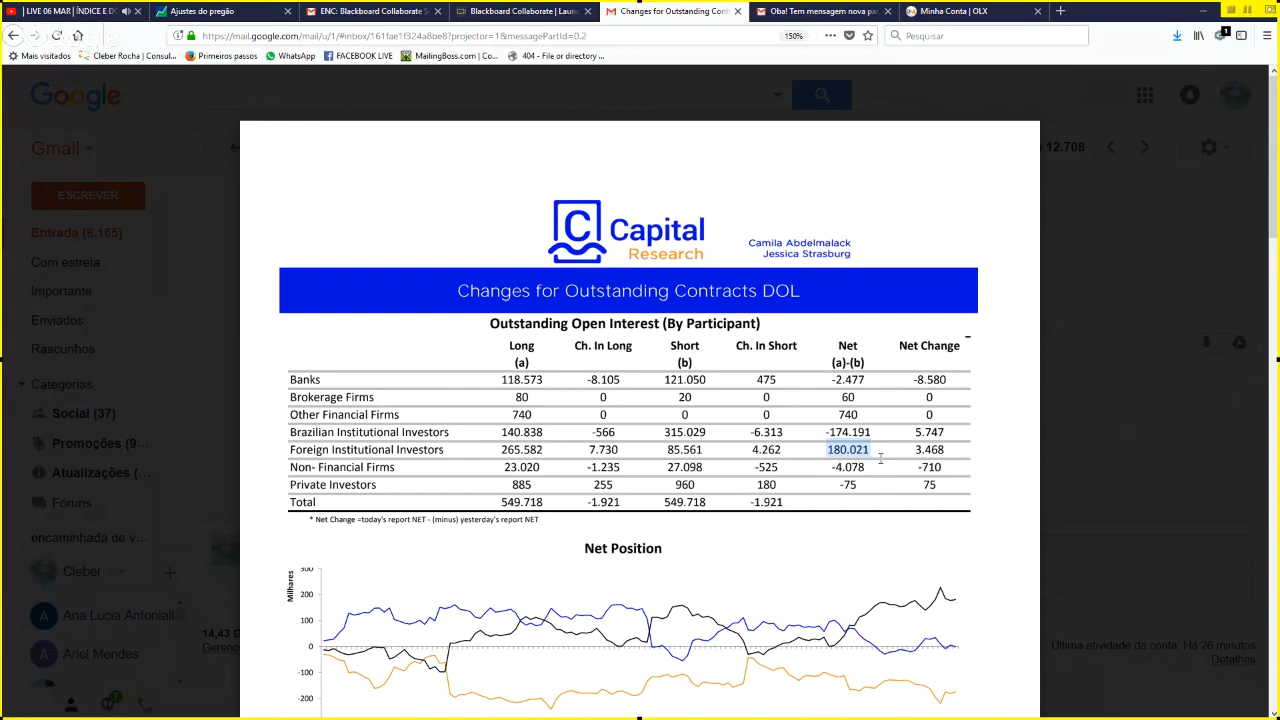 | LIVE 06 MAR | ÍNDICE E D
Ajustes do pregão
ENC: Blackboard Collaborate S
Blackboard Collaborate | Laun
Changes for Outstanding Contr
Oba! Tem mensagem nova pa
Minha Conta | OLX
https://mail.google.com/mail/u/1/#inbox/161fae1f324a8be8?projector=1&messagePartId=0.2
150%
Pesquisar
1
Mais visitados
Cleber Rocha | Consul...
Primeiros passos
WhatsApp
FACEBOOK LIVE
MailingBoss.com | Co...
404 - File or directory ...
Google
Gmail
12.708
ESCREVER
Entrada (8.165)
Com estrela
Importante
Enviados
Rascunhos
Categorias
Social (37)
Promoções (9...
Atualizações (...
Fóruns
encaminhada de v...
Cleber
Ana Lucia Antoniall
Ariel Mendes
14,43 G
Gerenc
Última atividade da conta: Há 26 minutos
Detalhes
C Capital
Research
Camila Abdelmalack
Jessica Strasburg
Changes for Outstanding Contracts DOL
Outstanding Open Interest (By Participant)
Long Ch. In Long Short Ch. In Short Net Net Change
(a) (b) (a)-(b)
Banks 118.573 -8.105 121.050 475 -2.477 -8.580
Brokerage Firms 80 0 20 0 60 0
Other Financial Firms 740 0 0 0 740 0
Brazilian Institutional Investors 140.838 -566 315.029 -6.313 -174.191 5.747
Foreign Institutional Investors 265.582 7.730 85.561 4.262 180.021 3.468
Non- Financial Firms 23.020 -1.235 27.098 -525 -4.078 -710
Private Investors 885 255 960 180 -75 75
Total 549.718 -1.921 549.718 -1.921
* Net Change =today's report NET - (minus) yesterday's report NET
Net Position
Milhares
300
200
100
0
-100
-200